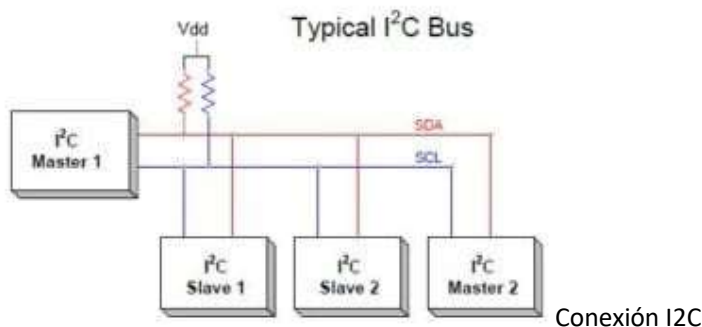 Typical I²C Bus
Vdd
I²C
Master 1
SDA
SCL
I²C
Slave 1
I²C
Slave 2
I²C
Master 2
Conexión I2C